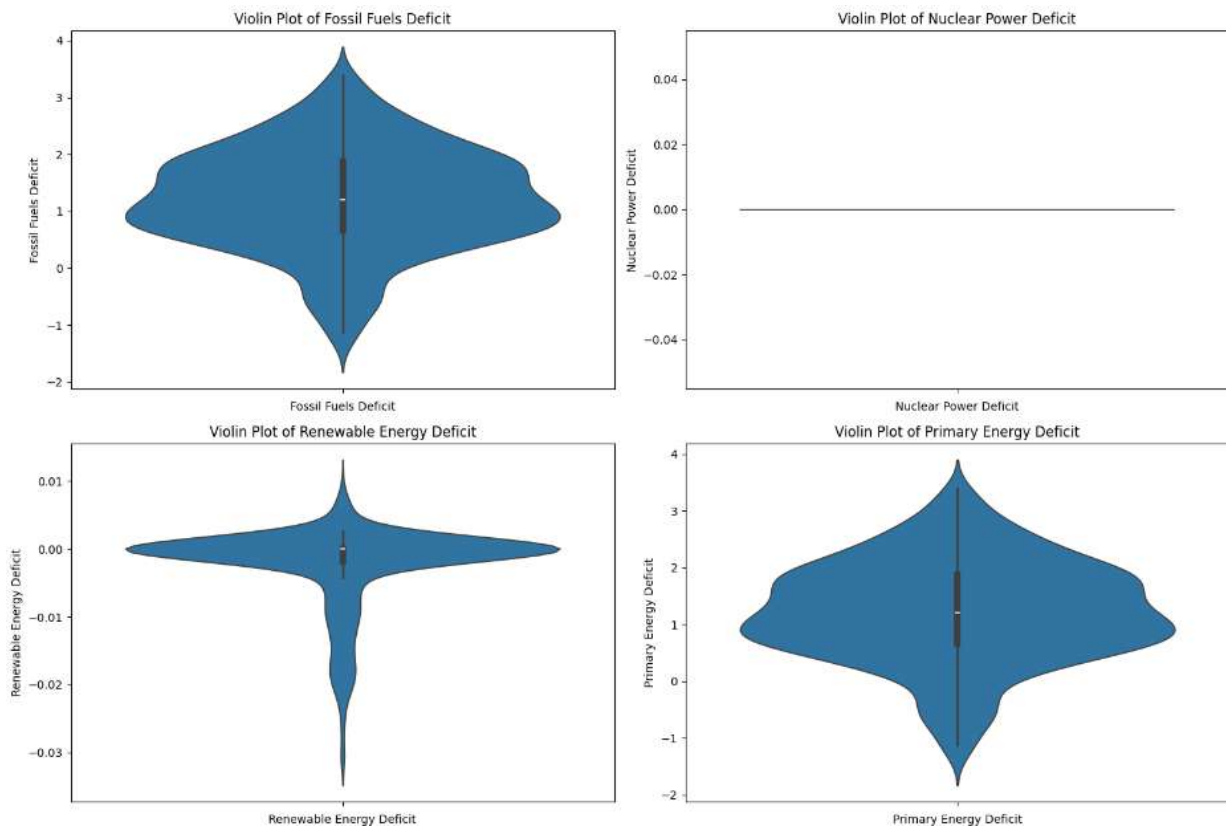 Violin Plot of Fossil Fuels Deficit
4
3
2
1
0
−1
−2
Fossil Fuels Deficit
Fossil Fuels Deficit
Violin Plot of Nuclear Power Deficit
0.04
0.02
0.00
−0.02
−0.04
Nuclear Power Deficit
Nuclear Power Deficit
Violin Plot of Renewable Energy Deficit
0.01
0.00
−0.01
−0.02
−0.03
Renewable Energy Deficit
Renewable Energy Deficit
Violin Plot of Primary Energy Deficit
4
3
2
1
0
−1
−2
Primary Energy Deficit
Primary Energy Deficit